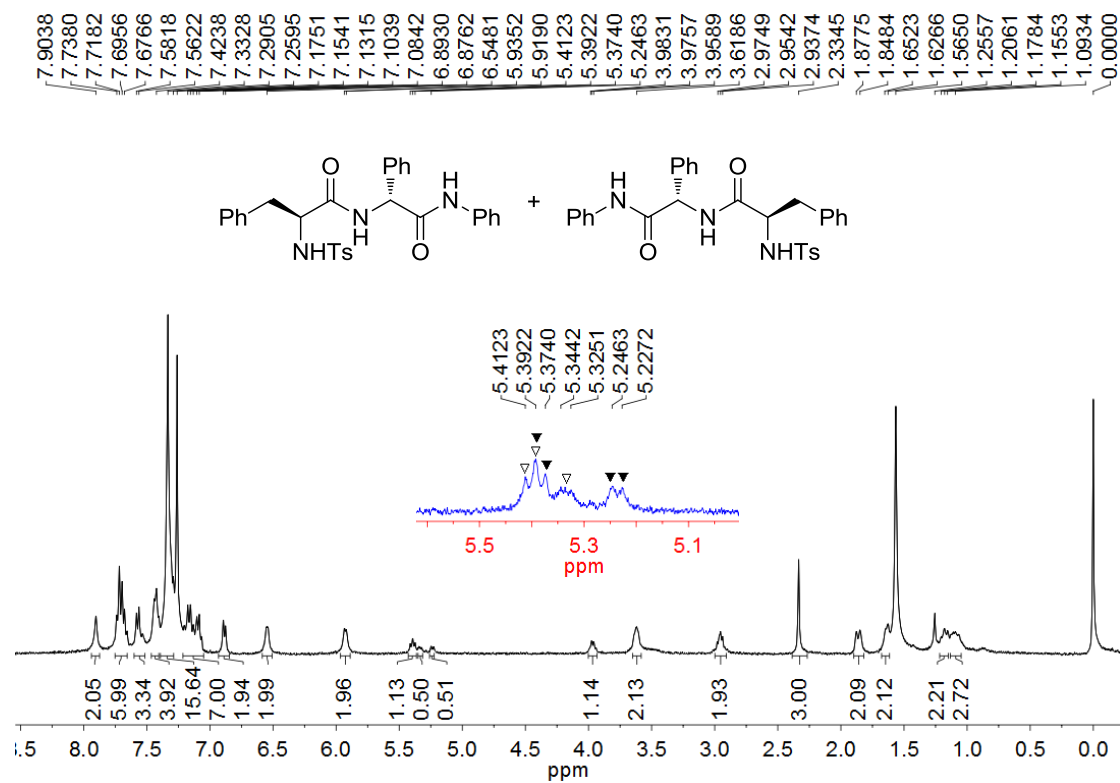 7.9038 7.7380 7.7182 7.6956 7.6766 7.5818 7.5622 7.4238 7.3328 7.2905 7.2595 7.1751 7.1541 7.1315 7.1039 7.0842 6.8930 6.8762 6.5481 5.9352 5.9190 5.4123 5.3922 5.3740 5.2463 3.9831 3.9757 3.9589 3.6186 2.9749 2.9542 2.9374 2.3345 1.8775 1.8484 1.6523 1.6266 1.5650 1.2557 1.2061 1.1784 1.1553 1.0934 0.0000
O Ph H N Ph N H O Ph NHTs
+
Ph O H N Ph O N H Ph NHTs
5.4123 5.3922 5.3740 5.3442 5.3251 5.2463 5.2272
5.5 5.3 5.1
ppm
2.05 5.99 3.34 3.92 15.64 7.00 1.94 1.99 1.96 1.13 0.50 0.51 1.14 2.13 1.93 3.00 2.09 2.12 2.21 2.72
8.5 8.0 7.5 7.0 6.5 6.0 5.5 5.0 4.5 4.0 3.5 3.0 2.5 2.0 1.5 1.0 0.5 0.0
ppm